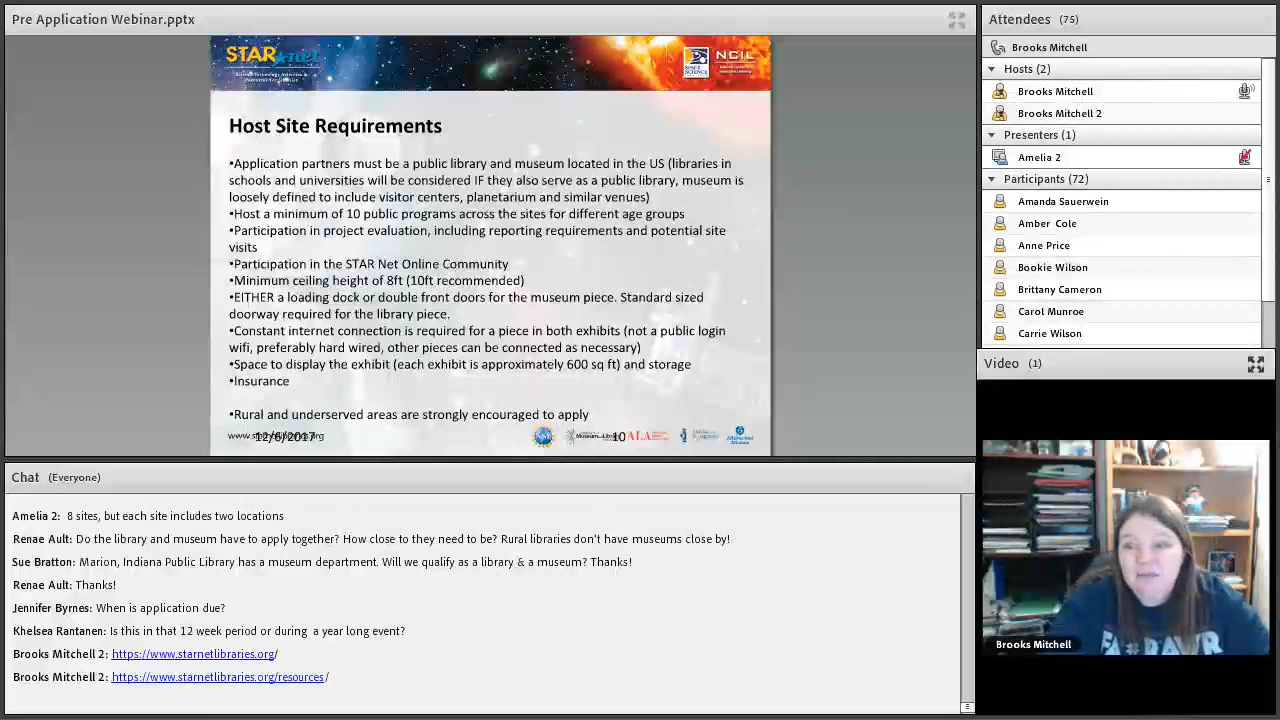 Pre Application Webinar.pptx
STAR net
Science-Technology Activities &
Resources For Libraries
SPACE
SCIENCE
NCIL
Host Site Requirements
•Application partners must be a public library and museum located in the US (libraries in
schools and universities will be considered IF they also serve as a public library, museum is
loosely defined to include visitor centers, planetarium and similar venues)
•Host a minimum of 10 public programs across the sites for different age groups
•Participation in project evaluation, including reporting requirements and potential site
visits
•Participation in the STAR Net Online Community
•Minimum ceiling height of 8ft (10ft recommended)
•EITHER a loading dock or double front doors for the museum piece. Standard sized
doorway required for the library piece.
•Constant internet connection is required for a piece in both exhibits (not a public login
wifi, preferably hard wired, other pieces can be connected as necessary)
•Space to display the exhibit (each exhibit is approximately 600 sq ft) and storage
•Insurance
•Rural and underserved areas are strongly encouraged to apply
12/6/2017
10
ALA
Chat (Everyone)
Amelia 2: 8 sites, but each site includes two locations
Renae Ault: Do the library and museum have to apply together? How close to they need to be? Rural libraries don't have museums close by!
Sue Bratton: Marion, Indiana Public Library has a museum department. Will we qualify as a library & a museum? Thanks!
Renae Ault: Thanks!
Jennifer Byrnes: When is application due?
Khelsea Rantanen: Is this in that 12 week period or during a year long event?
Brooks Mitchell 2: https://www.starnetlibraries.org/
Brooks Mitchell 2: https://www.starnetlibraries.org/resources/
Attendees (75)
Brooks Mitchell
Hosts (2)
Brooks Mitchell
Brooks Mitchell 2
Presenters (1)
Amelia 2
Participants (72)
Amanda Sauerwein
Amber Cole
Anne Price
Bookie Wilson
Brittany Cameron
Carol Munroe
Carrie Wilson
Video (1)
Brooks Mitchell